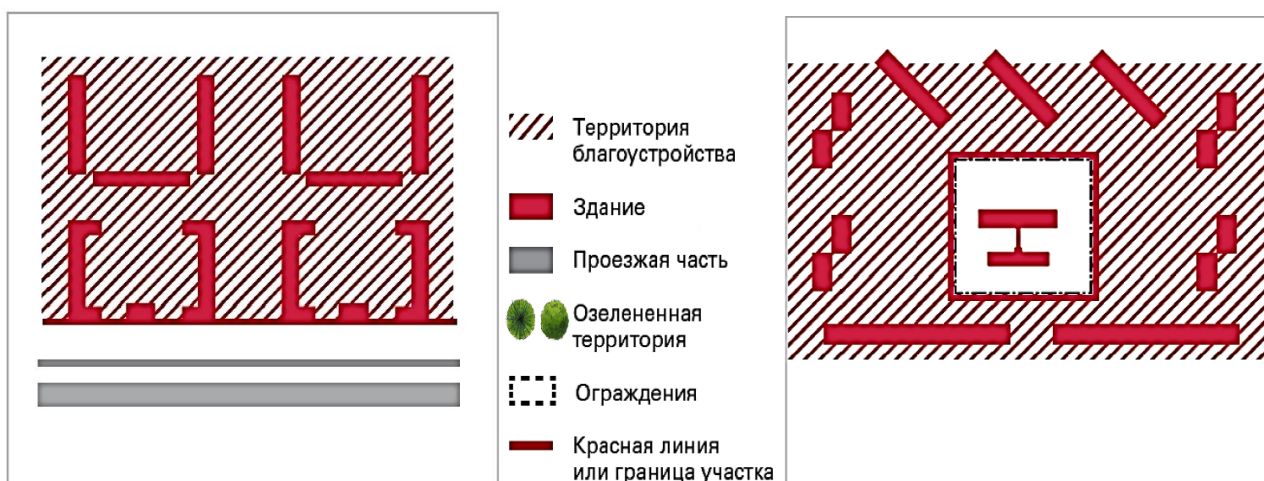 Территория
благоустройства
Здание
Проезжая часть
Озелененная
территория
Ограждения
Красная линия
или граница участка